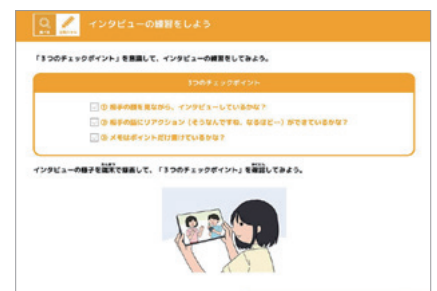 インタビューの練習をしよう
「3つのチェックポイント」を意識して、インタビューの練習をしてみよう。
3つのチェックポイント
① 相手の顔を見ながら、インタビューしているかな？
② 相手の話にリアクション（そうなんですね、なるほどー）ができているかな？
③ メモはポイントだけ書けているかな？
インタビューの様子を端末で録画して、「3つのチェックポイント」を確認してみよう。